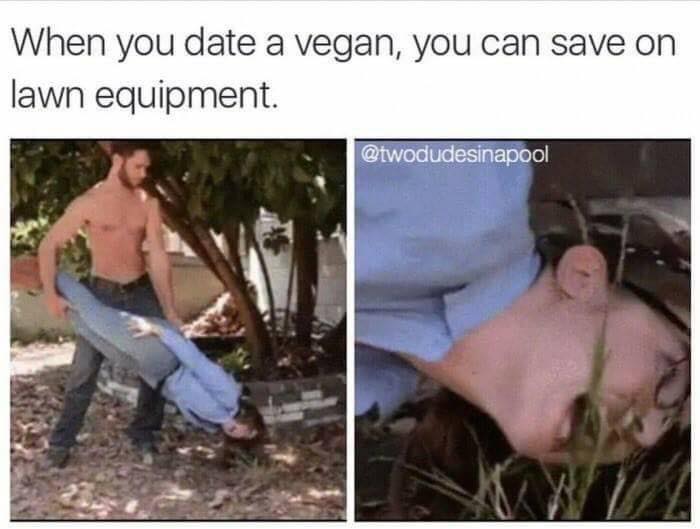 When you date a vegan, you can save on
lawn equipment.
@twodudesinapool